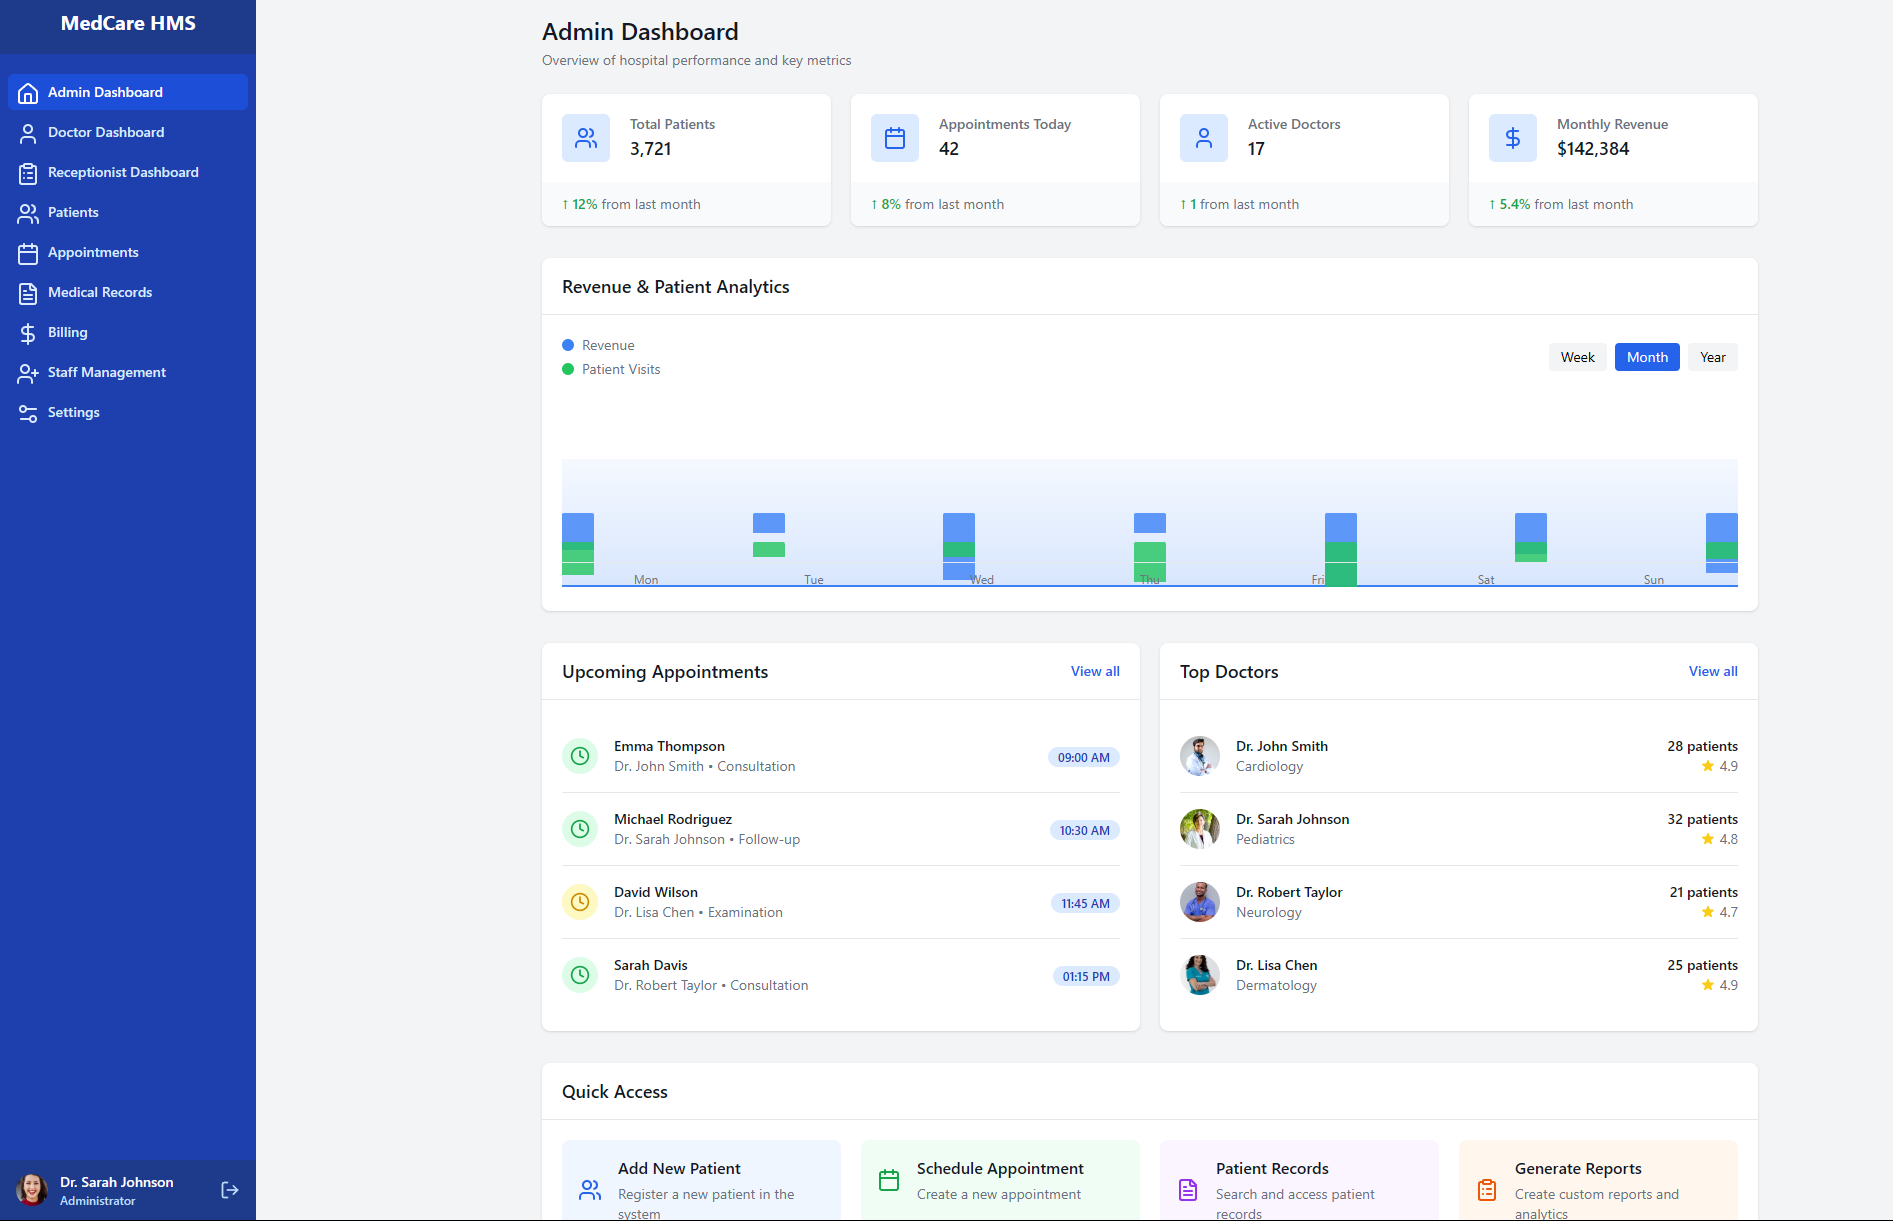 MedCare HMS
Admin Dashboard
Doctor Dashboard
Receptionist Dashboard
Patients
Appointments
Medical Records
Billing
Staff Management
Settings
Dr. Sarah Johnson
Administrator
Admin Dashboard
Overview of hospital performance and key metrics
Total Patients
3,721
↑ 12% from last month
Appointments Today
42
↑ 8% from last month
Active Doctors
17
↑ 1 from last month
Monthly Revenue
$142,384
↑ 5.4% from last month
Revenue & Patient Analytics
Revenue
Patient Visits
Week Month Year
Mon Tue Wed Thu Fri Sat Sun
Upcoming Appointments View all
Emma Thompson
Dr. John Smith • Consultation
09:00 AM
Michael Rodriguez
Dr. Sarah Johnson • Follow-up
10:30 AM
David Wilson
Dr. Lisa Chen • Examination
11:45 AM
Sarah Davis
Dr. Robert Taylor • Consultation
01:15 PM
Top Doctors View all
Dr. John Smith 28 patients
Cardiology 4.9
Dr. Sarah Johnson 32 patients
Pediatrics 4.8
Dr. Robert Taylor 21 patients
Neurology 4.7
Dr. Lisa Chen 25 patients
Dermatology 4.9
Quick Access
Add New Patient
Register a new patient in the
system
Schedule Appointment
Create a new appointment
Patient Records
Search and access patient
records
Generate Reports
Create custom reports and
analytics